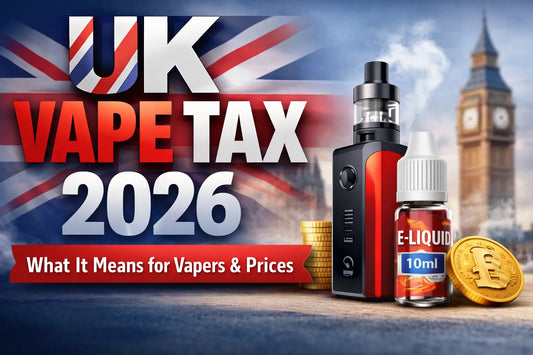 UK
VAPE TAX
2026
What It Means for Vapers & Prices
E-LIQUID
10ml